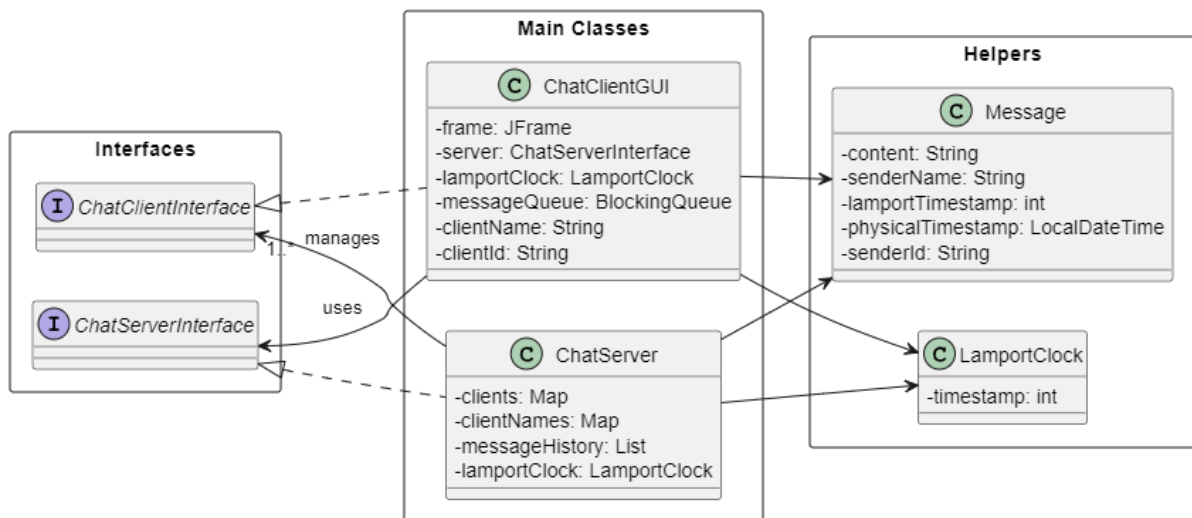 Interfaces
I ChatClientInterface
I ChatServerInterface
manages
1..*
uses
Main Classes
C ChatClientGUI
-frame: JFrame
-server: ChatServerInterface
-lamportClock: LamportClock
-messageQueue: BlockingQueue
-clientName: String
-clientId: String
C ChatServer
-clients: Map
-clientNames: Map
-messageHistory: List
-lamportClock: LamportClock
Helpers
C Message
-content: String
-senderName: String
-lamportTimestamp: int
-physicalTimestamp: LocalDateTime
-senderId: String
C LamportClock
-timestamp: int